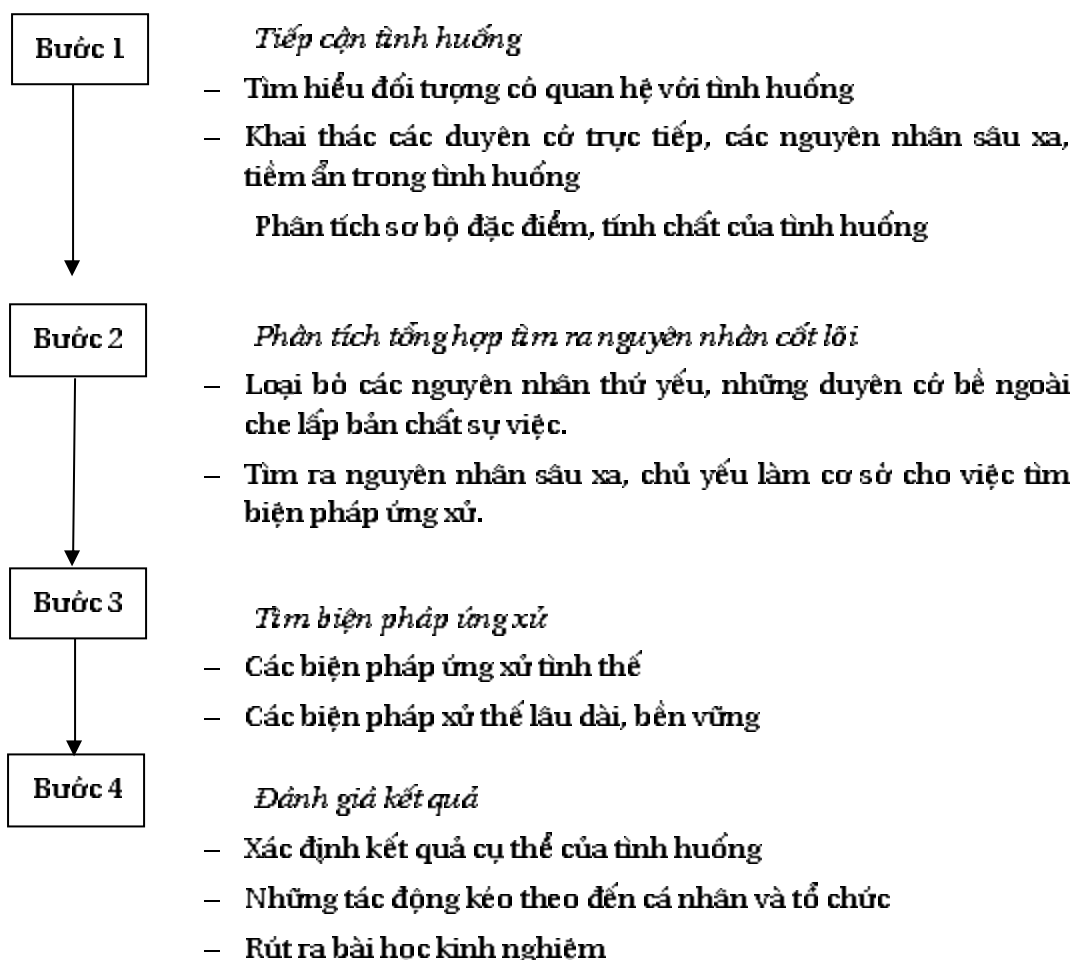 Bước 1
Tiếp cận tình huống
– Tìm hiểu đối tượng có quan hệ với tình huống
– Khai thác các duyên cớ trực tiếp, các nguyên nhân sâu xa,
tiềm ẩn trong tình huống
Phân tích sơ bộ đặc điểm, tính chất của tình huống
Bước 2
Phân tích tổng hợp tìm ra nguyên nhân cốt lõi
– Loại bỏ các nguyên nhân thứ yếu, những duyên cớ bề ngoài
che lấp bản chất sự việc.
– Tìm ra nguyên nhân sâu xa, chủ yếu làm cơ sở cho việc tìm
biện pháp ứng xử.
Bước 3
Tìm biện pháp ứng xử
– Các biện pháp ứng xử tình thế
– Các biện pháp xử thế lâu dài, bền vững
Bước 4
Đánh giá kết quả
– Xác định kết quả cụ thể của tình huống
– Những tác động kéo theo đến cá nhân và tổ chức
– Rút ra bài học kinh nghiệm